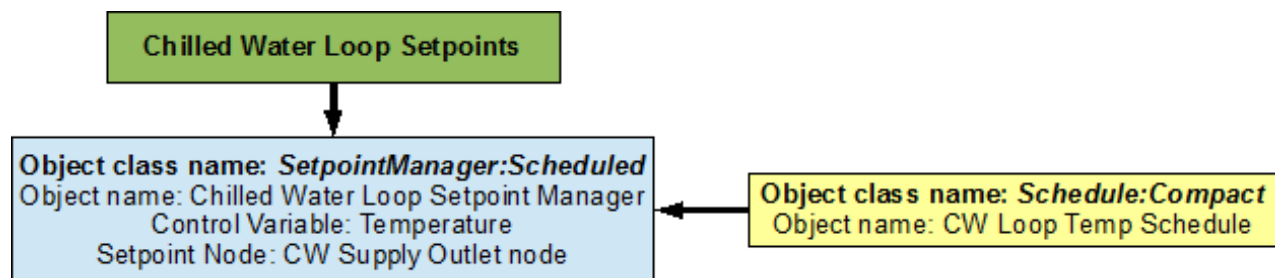 Chilled Water Loop Setpoints
Object class name: SetpointManager:Scheduled
Object name: Chilled Water Loop Setpoint Manager
Control Variable: Temperature
Setpoint Node: CW Supply Outlet node
Object class name: Schedule:Compact
Object name: CW Loop Temp Schedule